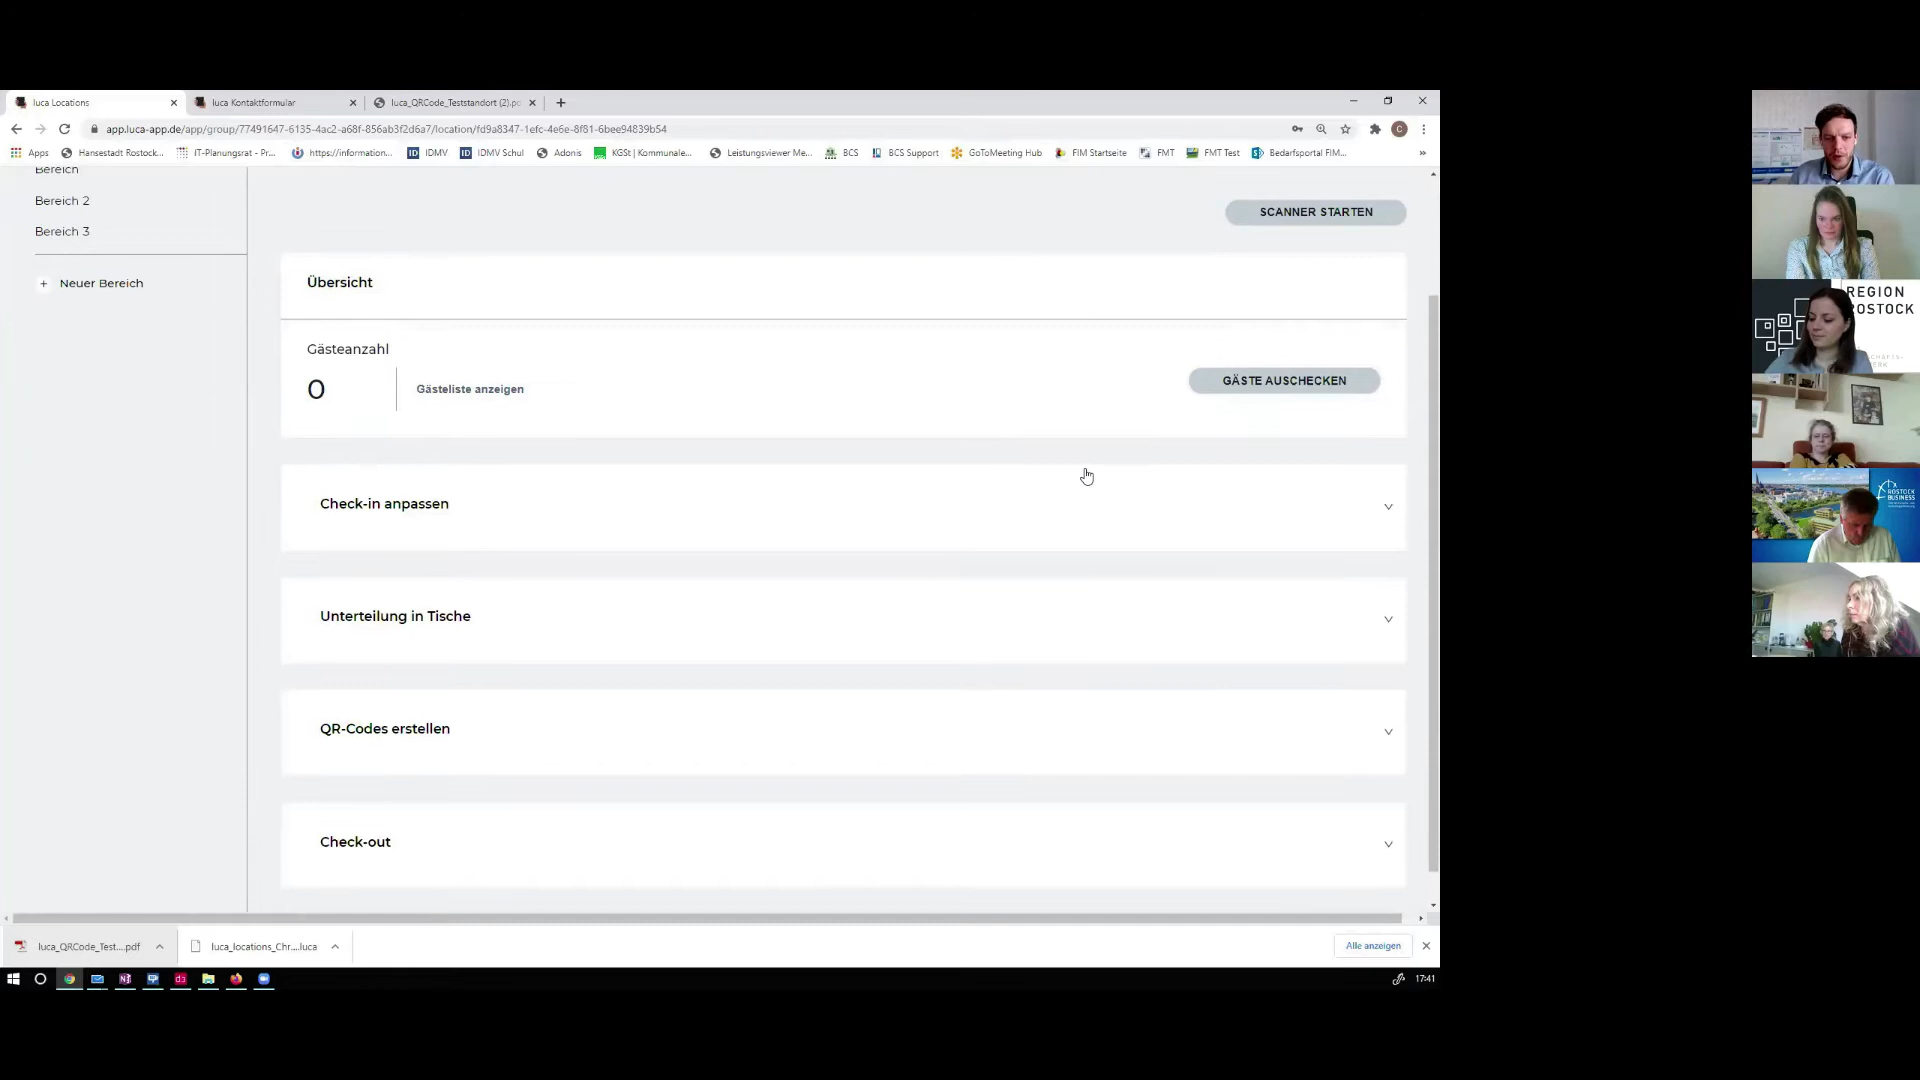 luca Locations
luca Kontaktformular
luca_QRCode_Teststandort (2).pd
app.luca-app.de/app/group/77491647-6135-4ac2-a68f-856ab3f2d6a7/location/fd9a8347-1efc-4e6e-8f81-6bee94839b54
C
Apps
Hansestadt Rostock...
IT-Planungsrat - Pr...
https://information...
IDMV
IDMV Schul
Adonis
KGSt | Kommunale...
Leistungsviewer Me...
BCS
BCS Support
GoToMeeting Hub
FIM Startseite
FMT
FMT Test
Bedarfsportal FIM...
Bereich
Bereich 2
Bereich 3
+ Neuer Bereich
SCANNER STARTEN
Übersicht
Gästeanzahl
0
Gästeliste anzeigen
GÄSTE AUSCHECKEN
Check-in anpassen
Unterteilung in Tische
QR-Codes erstellen
Check-out
luca_QRCode_Test....pdf
luca_locations_Chr....luca
Alle anzeigen
17:41
REGION
ROSTOCK
ROSTOCK
BUSINESS